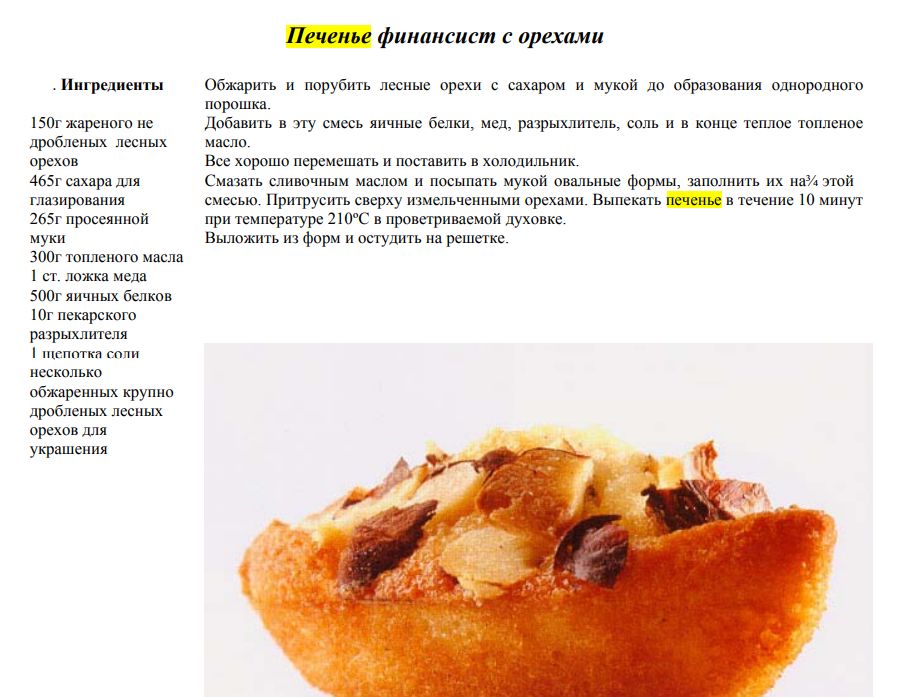 Печенье финансист с орехами
. Ингредиенты
150г жареного не
дробленых лесных
орехов
465г сахара для
глазирования
265г просеянной
муки
300г топленого масла
1 ст. ложка меда
500г яичных белков
10г пекарского
разрыхлителя
1 щепотка соли
несколько
обжаренных крупно
дробленых лесных
орехов для
украшения
Обжарить и порубить лесные орехи с сахаром и мукой до образования однородного
порошка.
Добавить в эту смесь яичные белки, мед, разрыхлитель, соль и в конце теплое топленое
масло.
Все хорошо перемешать и поставить в холодильник.
Смазать сливочным маслом и посыпать мукой овальные формы, заполнить их на¾ этой
смесью. Притрусить сверху измельченными орехами. Выпекать печенье в течение 10 минут
при температуре 210ºС в проветриваемой духовке.
Выложить из форм и остудить на решетке.